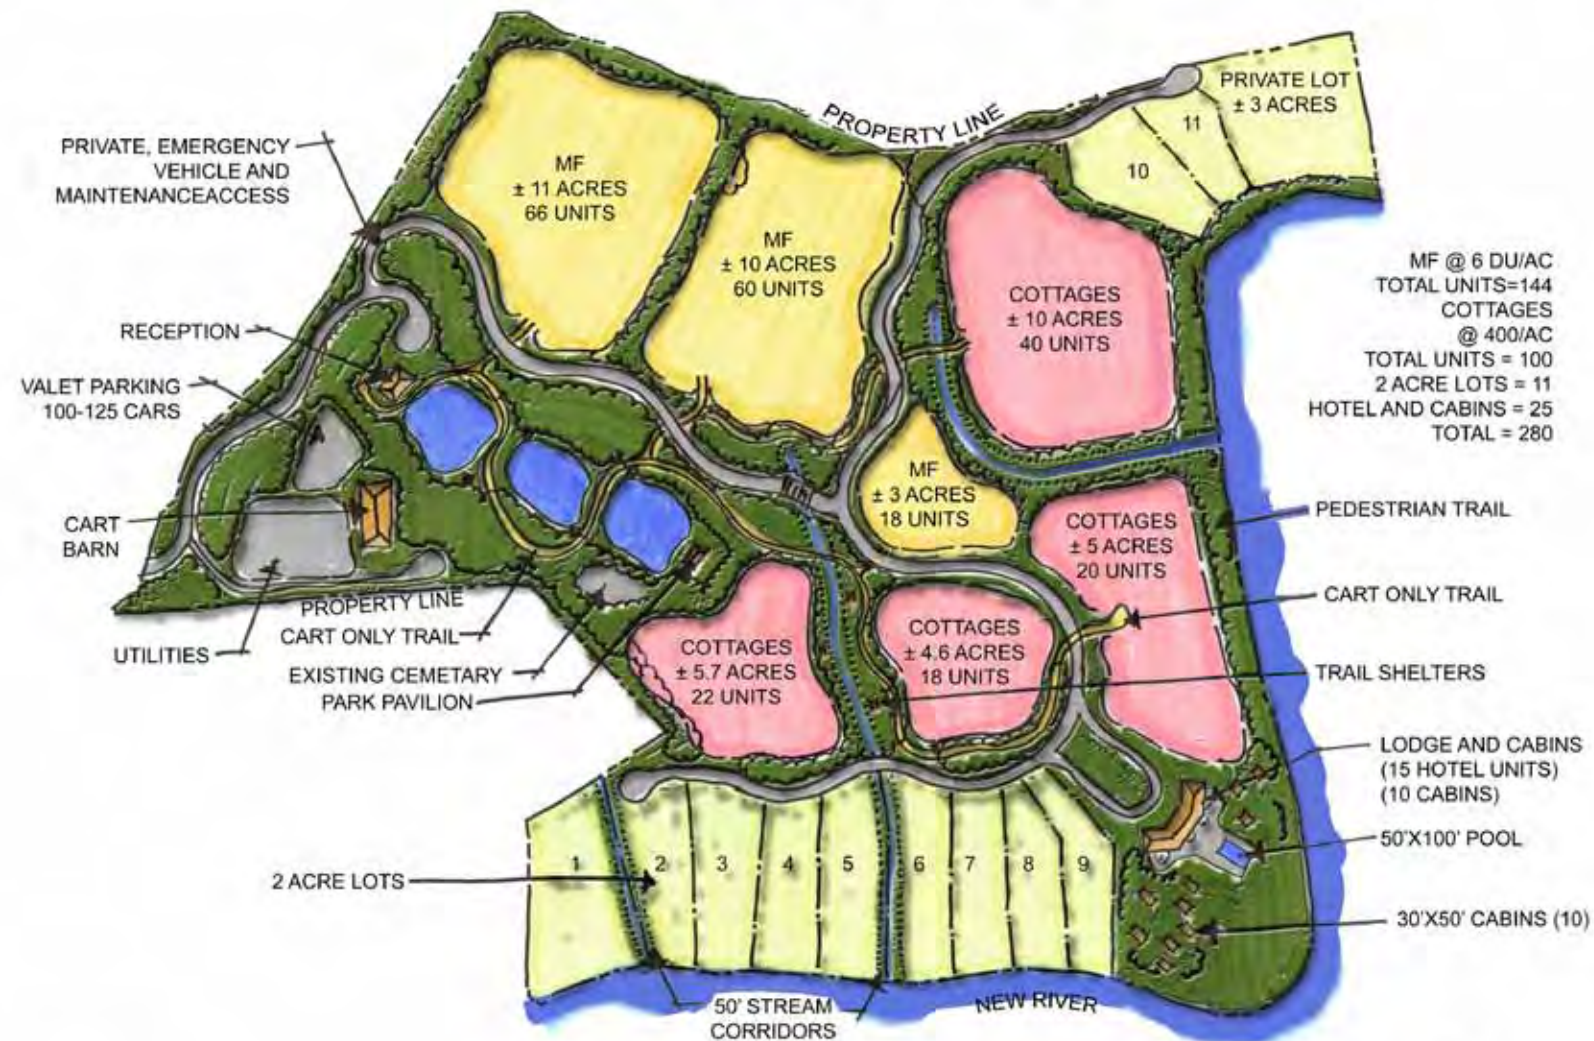 PROPERTY LINE
PRIVATE LOT
± 3 ACRES
11
10
PRIVATE, EMERGENCY
VEHICLE AND
MAINTENANCEACCESS
MF
± 11 ACRES
66 UNITS
MF
± 10 ACRES
60 UNITS
COTTAGES
± 10 ACRES
40 UNITS
MF @ 6 DU/AC
TOTAL UNITS=144
COTTAGES
@ 400/AC
TOTAL UNITS = 100
2 ACRE LOTS = 11
HOTEL AND CABINS = 25
TOTAL = 280
RECEPTION
VALET PARKING
100-125 CARS
CART
BARN
UTILITIES
PROPERTY LINE
CART ONLY TRAIL
EXISTING CEMETARY
PARK PAVILION
MF
± 3 ACRES
18 UNITS
COTTAGES
± 5 ACRES
20 UNITS
PEDESTRIAN TRAIL
CART ONLY TRAIL
COTTAGES
± 5.7 ACRES
22 UNITS
COTTAGES
± 4.6 ACRES
18 UNITS
TRAIL SHELTERS
LODGE AND CABINS
(15 HOTEL UNITS)
(10 CABINS)
50'X100' POOL
30'X50' CABINS (10)
2 ACRE LOTS
1
2
3
4
5
6
7
8
9
50' STREAM
CORRIDORS
NEW RIVER